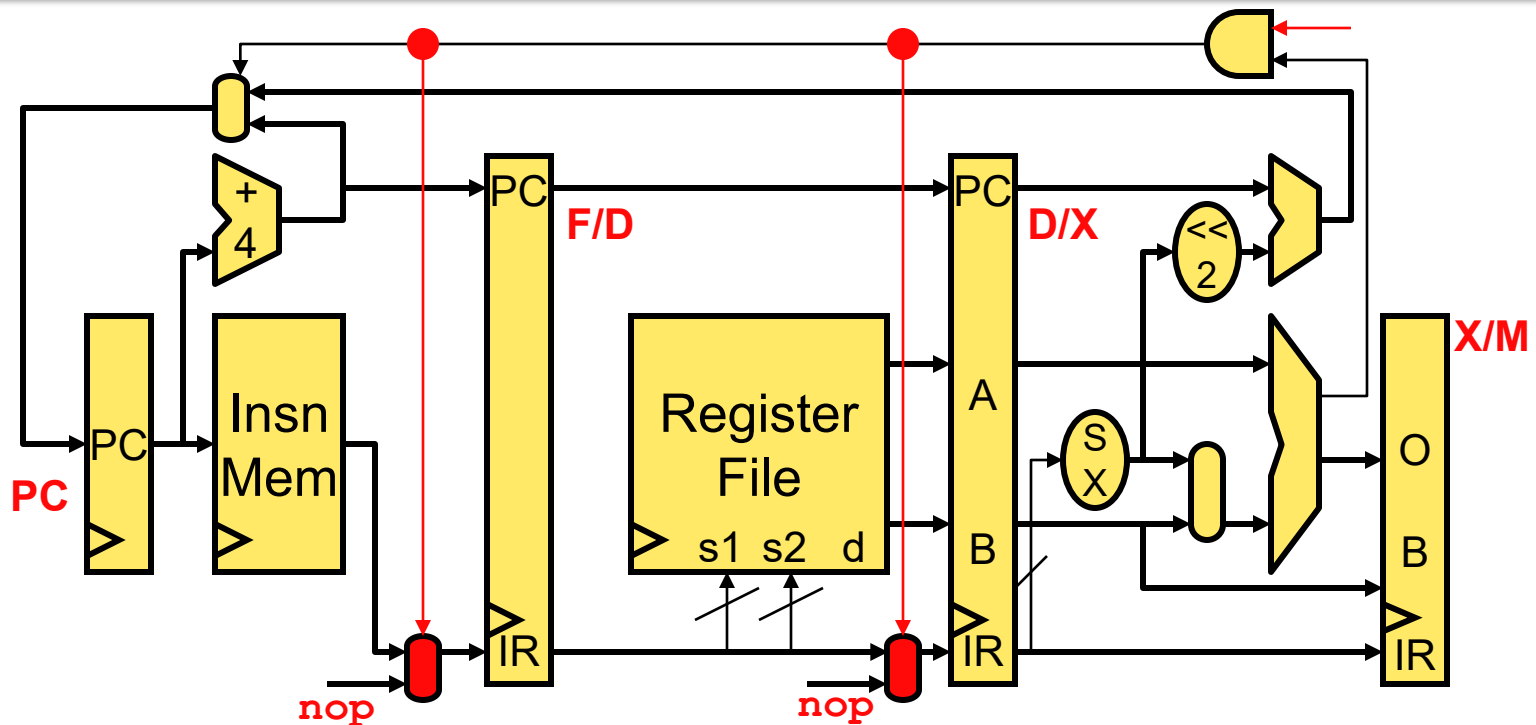 +
4
PC
PC
Insn
Mem
nop
PC
IR
F/D
Register
File
s1 s2 d
nop
PC
A
B
IR
D/X
<<
2
S
X
X/M
O
B
IR